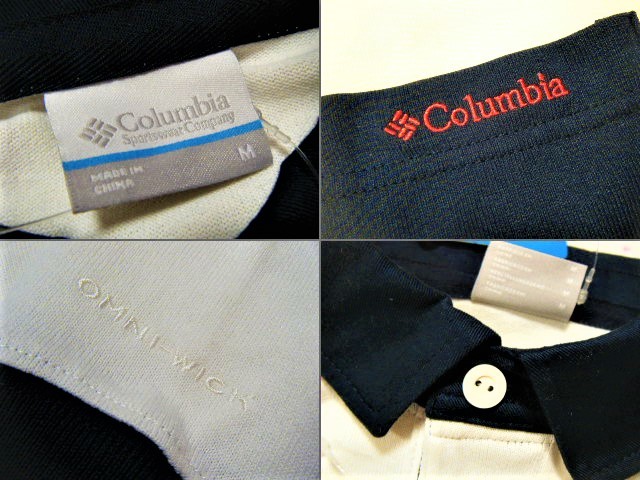 Columbia
Sportswear Company
M
MADE IN
CHINA
Columbia
OMNI-WICK